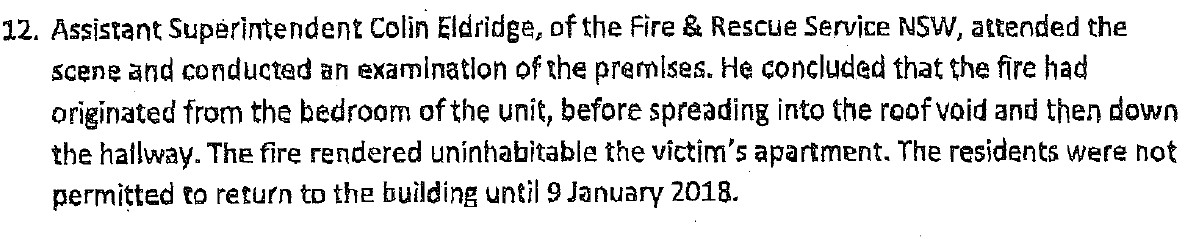 12. Assistant Superintendent Colin Eldridge, of the Fire & Rescue Service NSW, attended the
scene and conducted an examination of the premises. He concluded that the fire had
originated from the bedroom of the unit, before spreading into the roof void and then down
the hallway. The fire rendered uninhabitable the victim's apartment. The residents were not
permitted to return to the building until 9 January 2018.